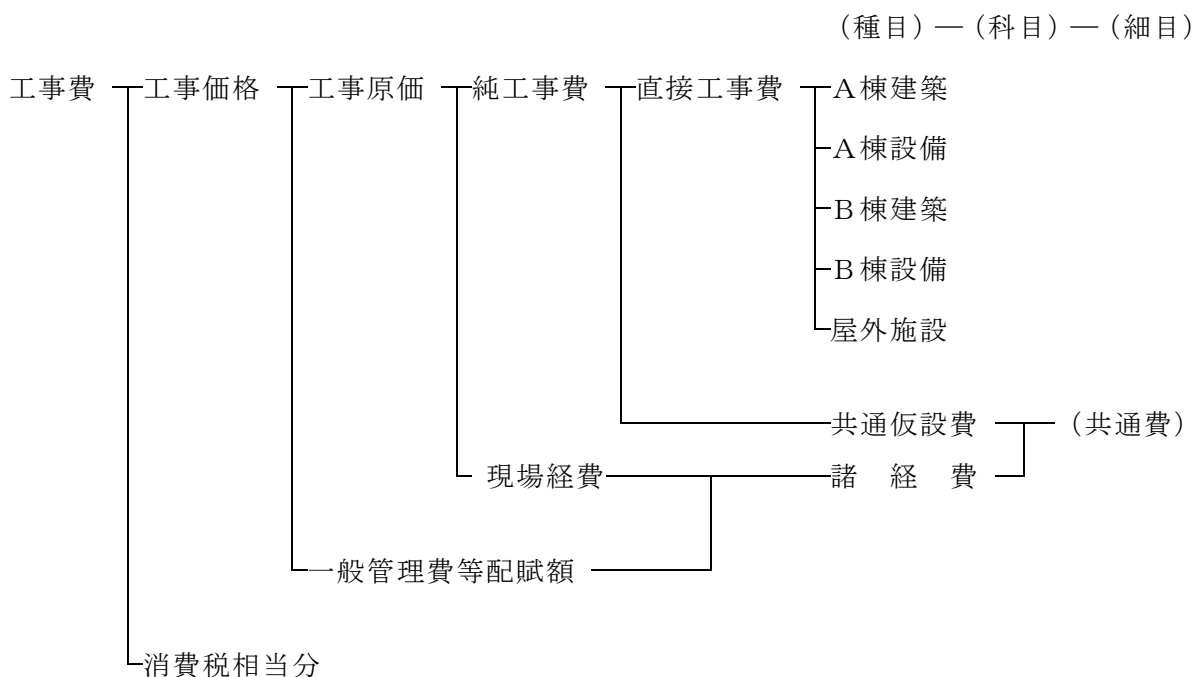 (種目) — (科目) — (細目)
工事費 工事価格 工事原価 純工事費 直接工事費 A棟建築
A棟設備
B棟建築
B棟設備
屋外施設
共通仮設費 (共通費)
現場経費 諸 経 費
一般管理費等配賦額
消費税相当分